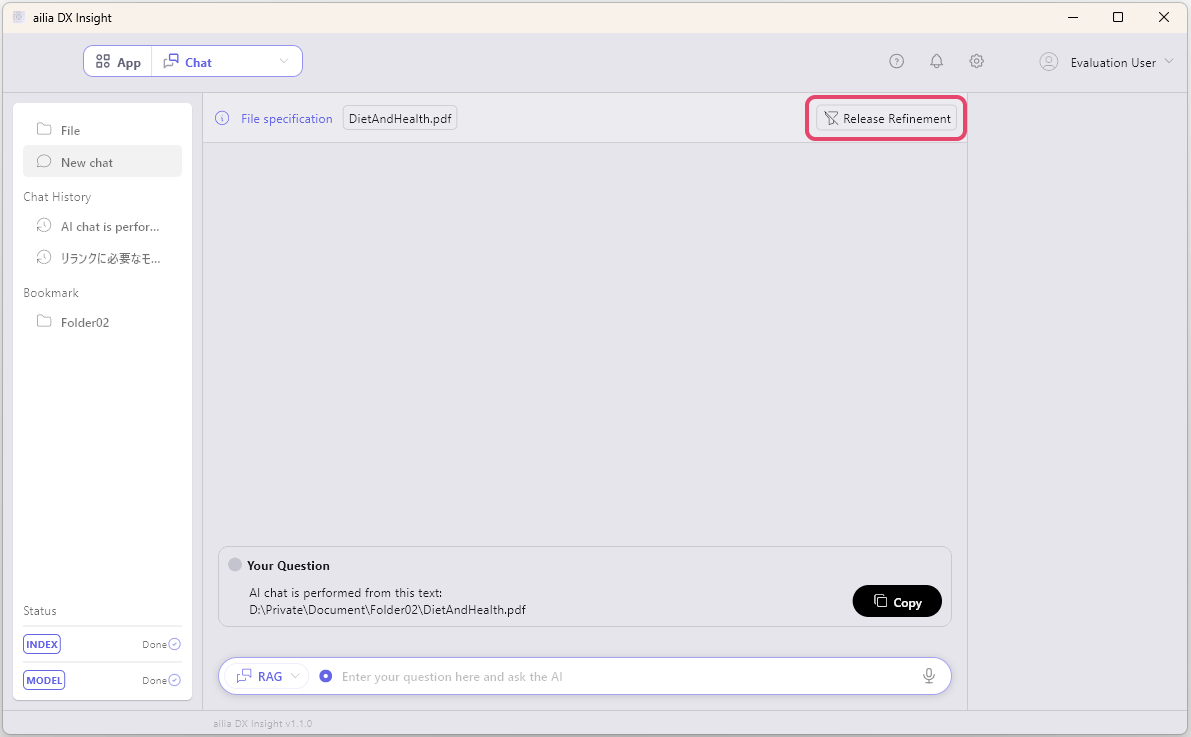 ailia DX Insight
App
Chat
Evaluation User
File
New chat
Chat History
AI chat is perfor...
リランクに必要なモ...
Bookmark
Folder02
Status
INDEX Done
MODEL Done
File specification DietAndHealth.pdf
Release Refinement
Your Question
AI chat is performed from this text:
D:\Private\Document\Folder02\DietAndHealth.pdf
Copy
RAG Enter your question here and ask the AI
ailia DX Insight v1.1.0